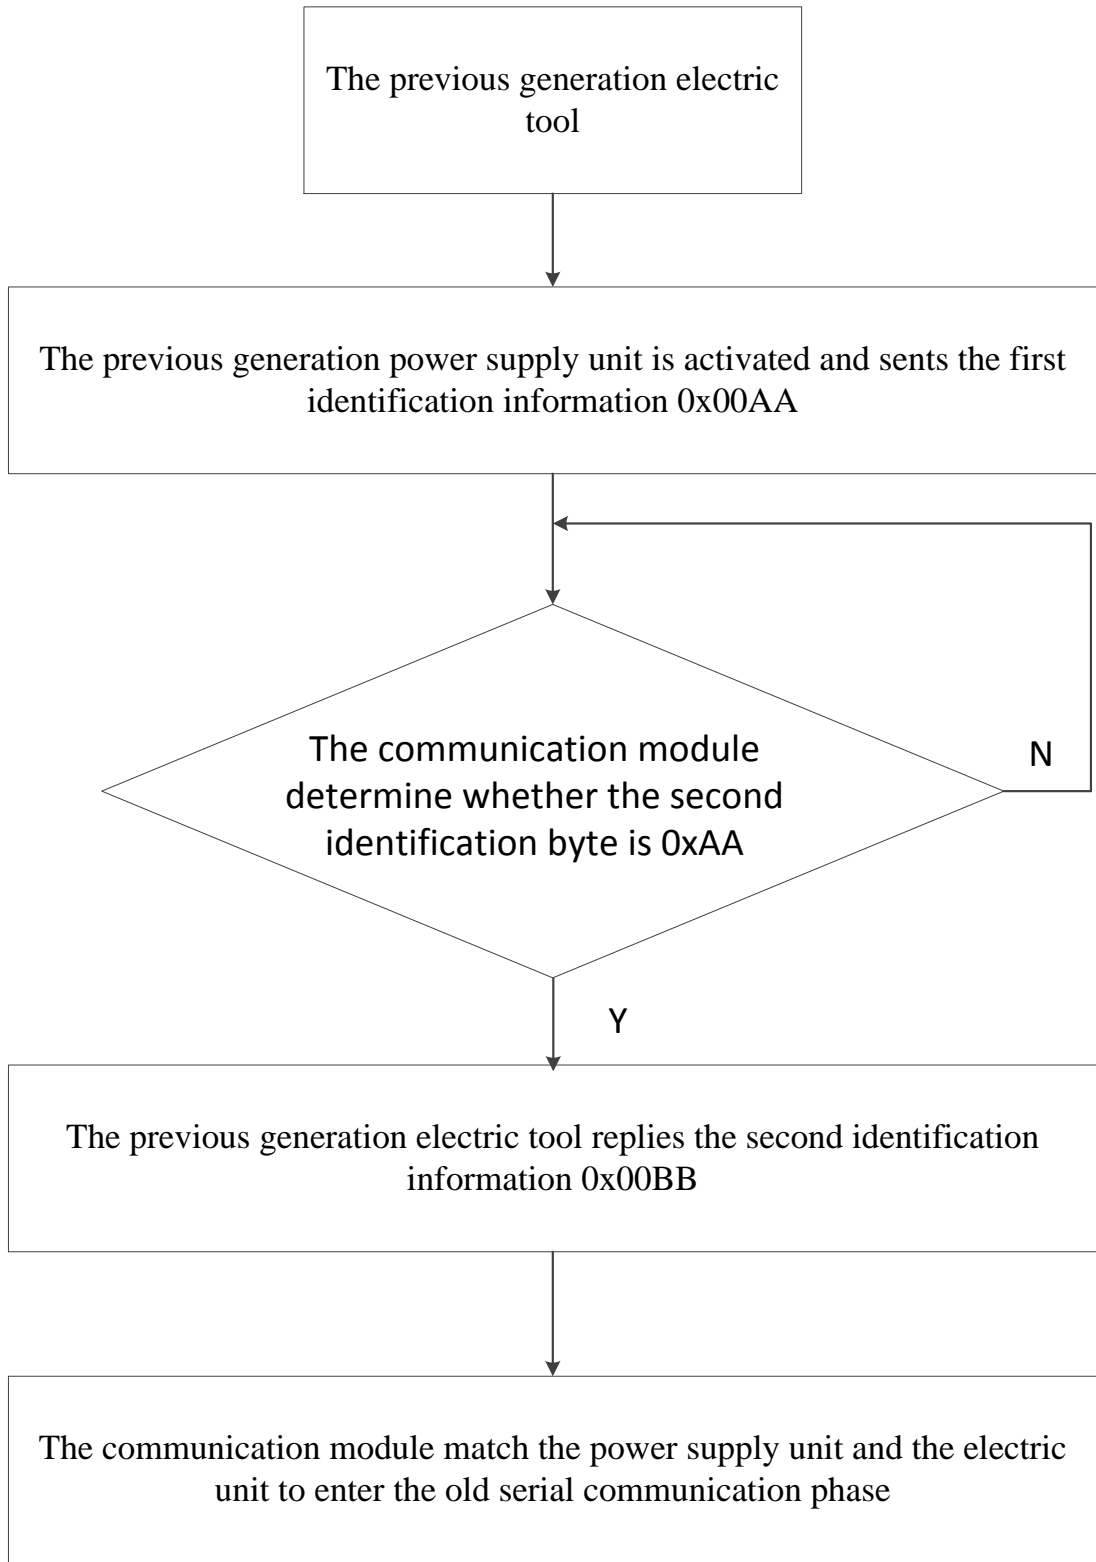 The previous generation electric
tool
The previous generation power supply unit is activated and sents the first
identification information 0x00AA
The communication module
determine whether the second
identification byte is 0xAA
N
Y
The previous generation electric tool replies the second identification
information 0x00BB
The communication module match the power supply unit and the electric
unit to enter the old serial communication phase